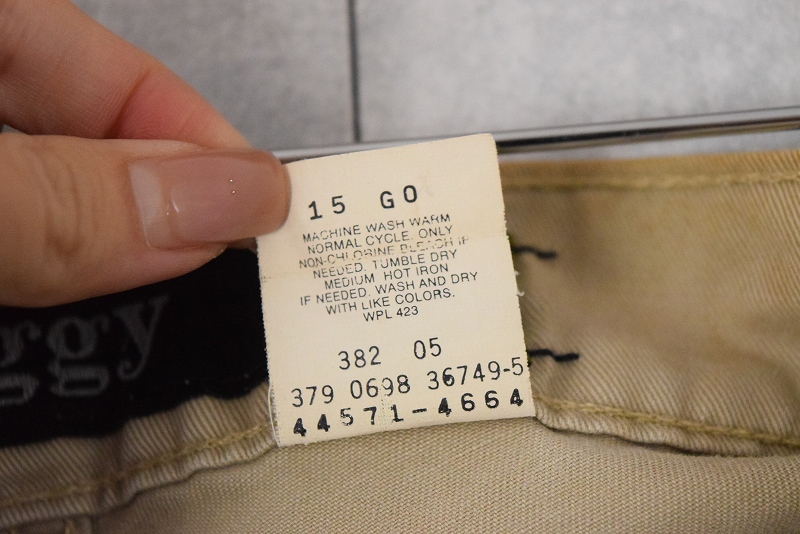 15 GO
MACHINE WASH WARM
NORMAL CYCLE. ONLY
NON-CHLORINE BLEACH IF
NEEDED. TUMBLE DRY
MEDIUM HOT IRON
IF NEEDED. WASH AND DRY
WITH LIKE COLORS.
WPL 423
382 05
379 0698 36749-5
44571-4664
ggy